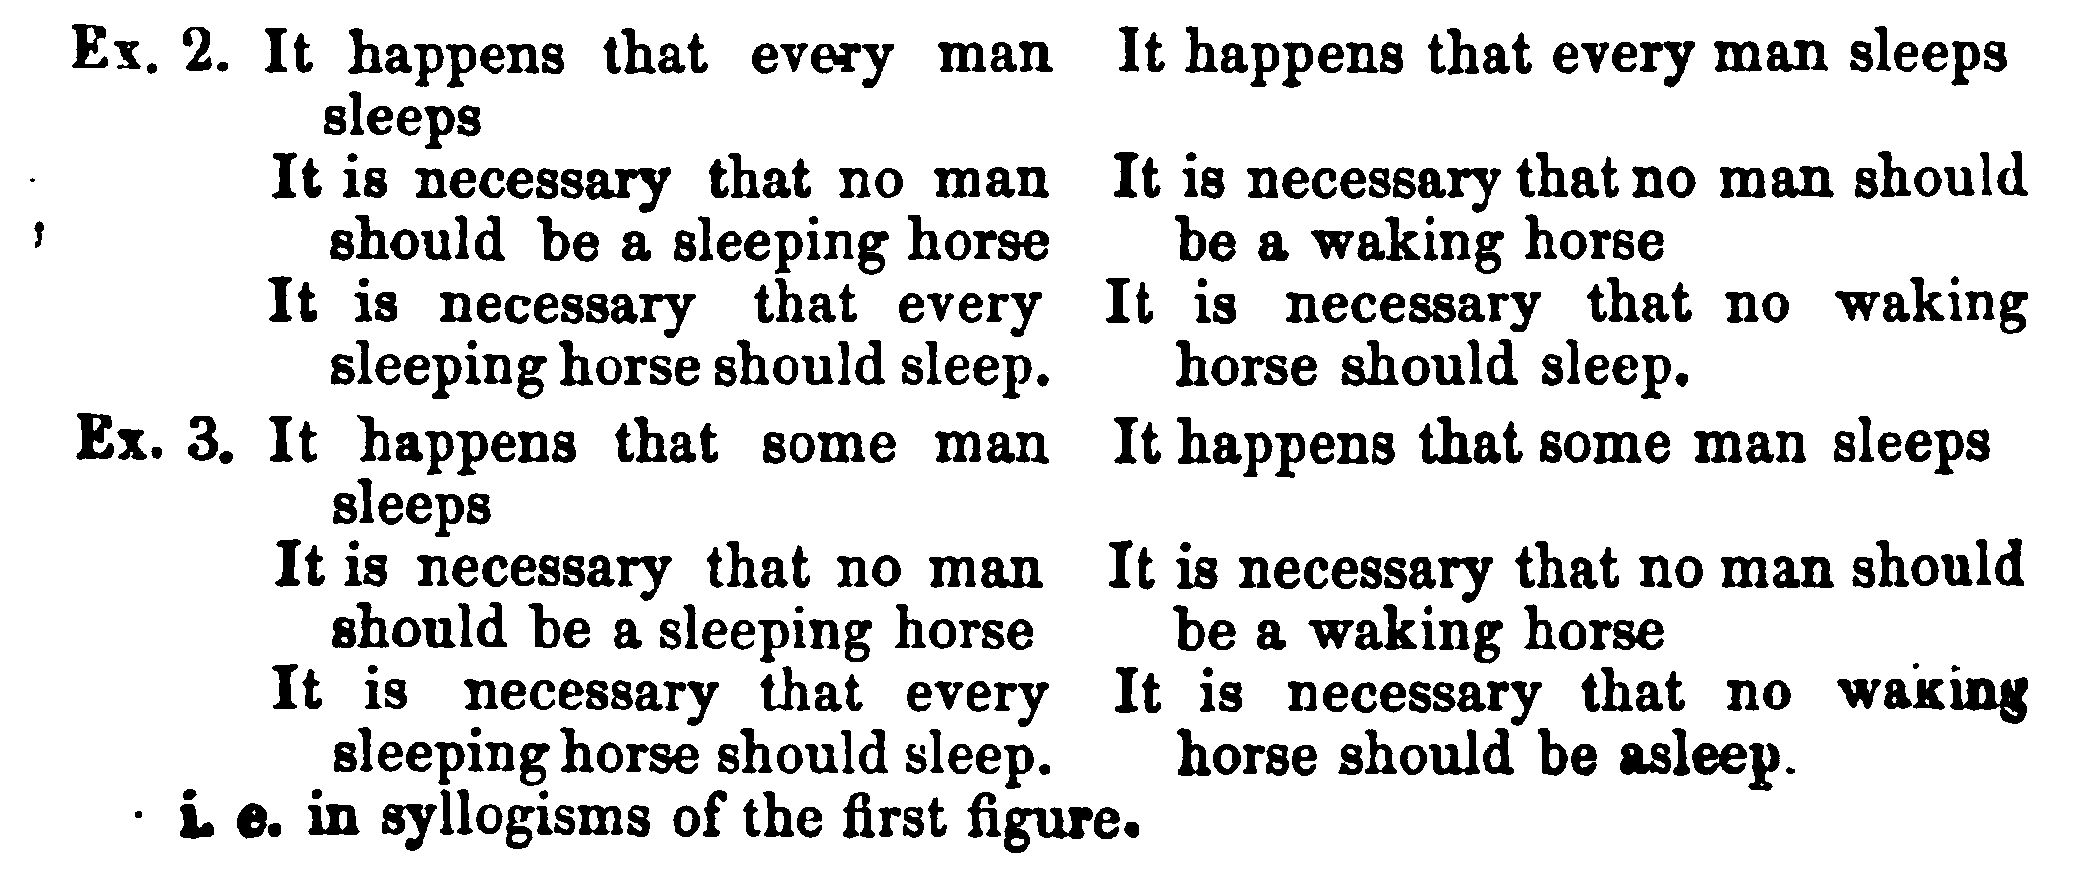 Ex. 2. It happens that every man sleeps
It is necessary that no man should be a sleeping horse
It is necessary that every sleeping horse should sleep.
It happens that every man sleeps
It is necessary that no man should be a waking horse
It is necessary that no waking horse should sleep.
Ex. 3. It happens that some man sleeps
It is necessary that no man should be a sleeping horse
It is necessary that every sleeping horse should sleep.
It happens that some man sleeps
It is necessary that no man should be a waking horse
It is necessary that no waking horse should be asleep.
i. e. in syllogisms of the first figure.